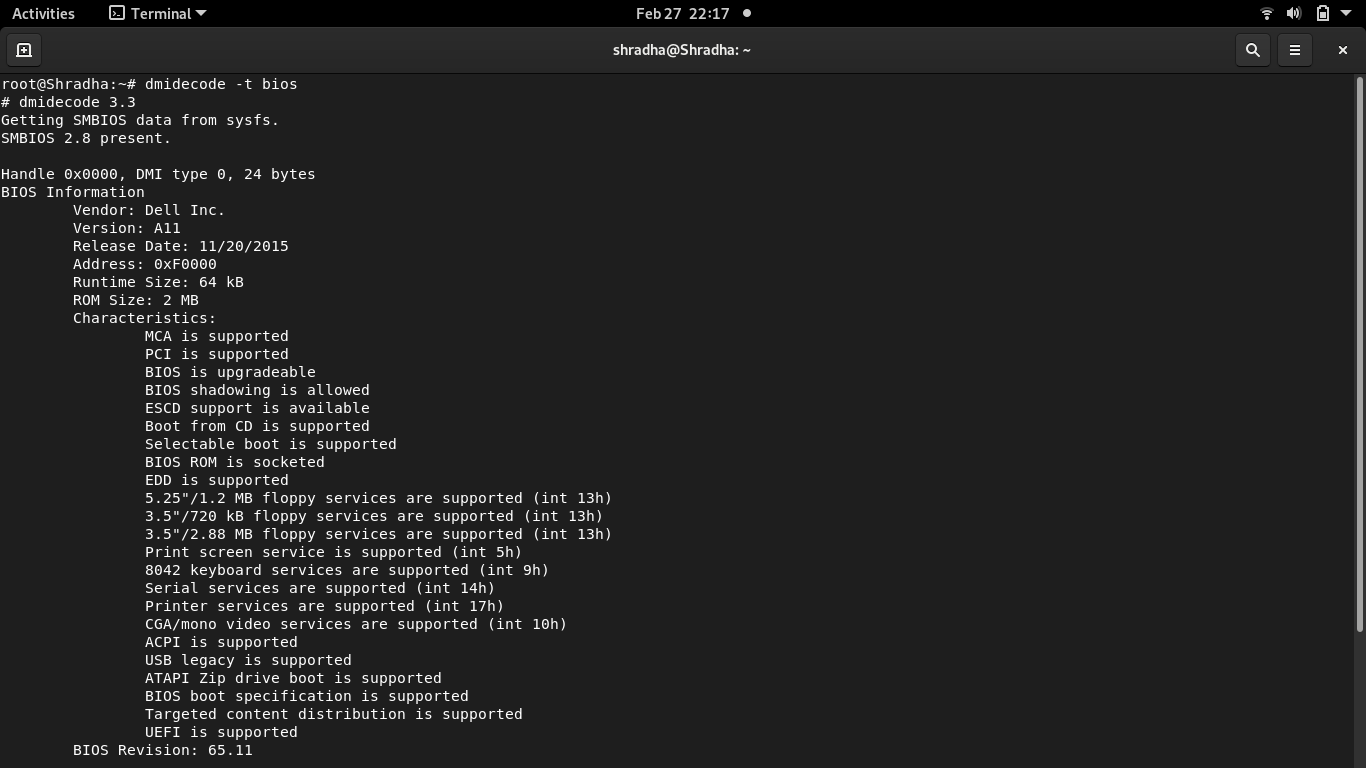 Activities Terminal Feb 27 22:17
shradha@Shradha: ~
root@Shradha:~# dmidecode -t bios
# dmidecode 3.3
Getting SMBIOS data from sysfs.
SMBIOS 2.8 present.

Handle 0x0000, DMI type 0, 24 bytes
BIOS Information
        Vendor: Dell Inc.
        Version: A11
        Release Date: 11/20/2015
        Address: 0xF0000
        Runtime Size: 64 kB
        ROM Size: 2 MB
        Characteristics:
                MCA is supported
                PCI is supported
                BIOS is upgradeable
                BIOS shadowing is allowed
                ESCD support is available
                Boot from CD is supported
                Selectable boot is supported
                BIOS ROM is socketed
                EDD is supported
                5.25"/1.2 MB floppy services are supported (int 13h)
                3.5"/720 kB floppy services are supported (int 13h)
                3.5"/2.88 MB floppy services are supported (int 13h)
                Print screen service is supported (int 5h)
                8042 keyboard services are supported (int 9h)
                Serial services are supported (int 14h)
                Printer services are supported (int 17h)
                CGA/mono video services are supported (int 10h)
                ACPI is supported
                USB legacy is supported
                ATAPI Zip drive boot is supported
                BIOS boot specification is supported
                Targeted content distribution is supported
                UEFI is supported
        BIOS Revision: 65.11